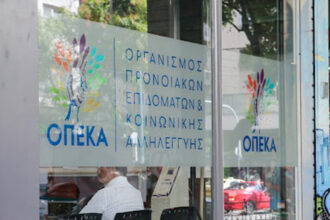 ΟΠΕΚΑ
ΟΡΓΑΝΙΣΜΟΣ
ΠΡΟΝΟΙΑΚΩΝ
ΕΠΙΔΟΜΑΤΩΝ &
ΚΟΙΝΩΝΙΚΗΣ
ΑΛΛΗΛΕΓΓΥΗΣ
ΟΠΕΚΑ